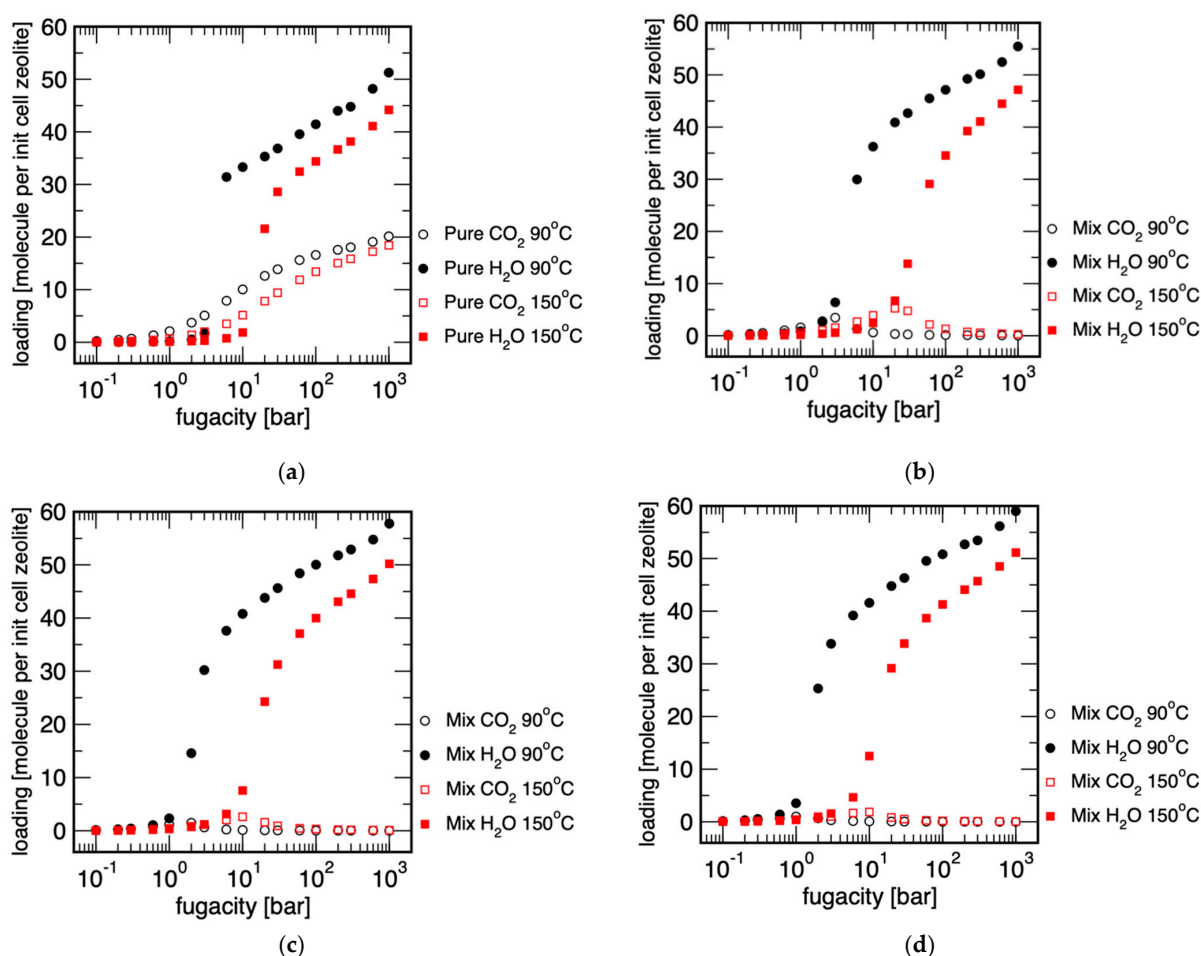 60
50
40
30
20
10
0
loading [molecule per init cell zeolite]
10^-1 10^0 10^1 10^2 10^3
fugacity [bar]
Pure CO2 90°C
Pure H2O 90°C
Pure CO2 150°C
Pure H2O 150°C
(a)
60
50
40
30
20
10
0
loading [molecule per init cell zeolite]
10^-1 10^0 10^1 10^2 10^3
fugacity [bar]
Mix CO2 90°C
Mix H2O 90°C
Mix CO2 150°C
Mix H2O 150°C
(b)
60
50
40
30
20
10
0
loading [molecule per init cell zeolite]
10^-1 10^0 10^1 10^2 10^3
fugacity [bar]
Mix CO2 90°C
Mix H2O 90°C
Mix CO2 150°C
Mix H2O 150°C
(c)
60
50
40
30
20
10
0
loading [molecule per init cell zeolite]
10^-1 10^0 10^1 10^2 10^3
fugacity [bar]
Mix CO2 90°C
Mix H2O 90°C
Mix CO2 150°C
Mix H2O 150°C
(d)